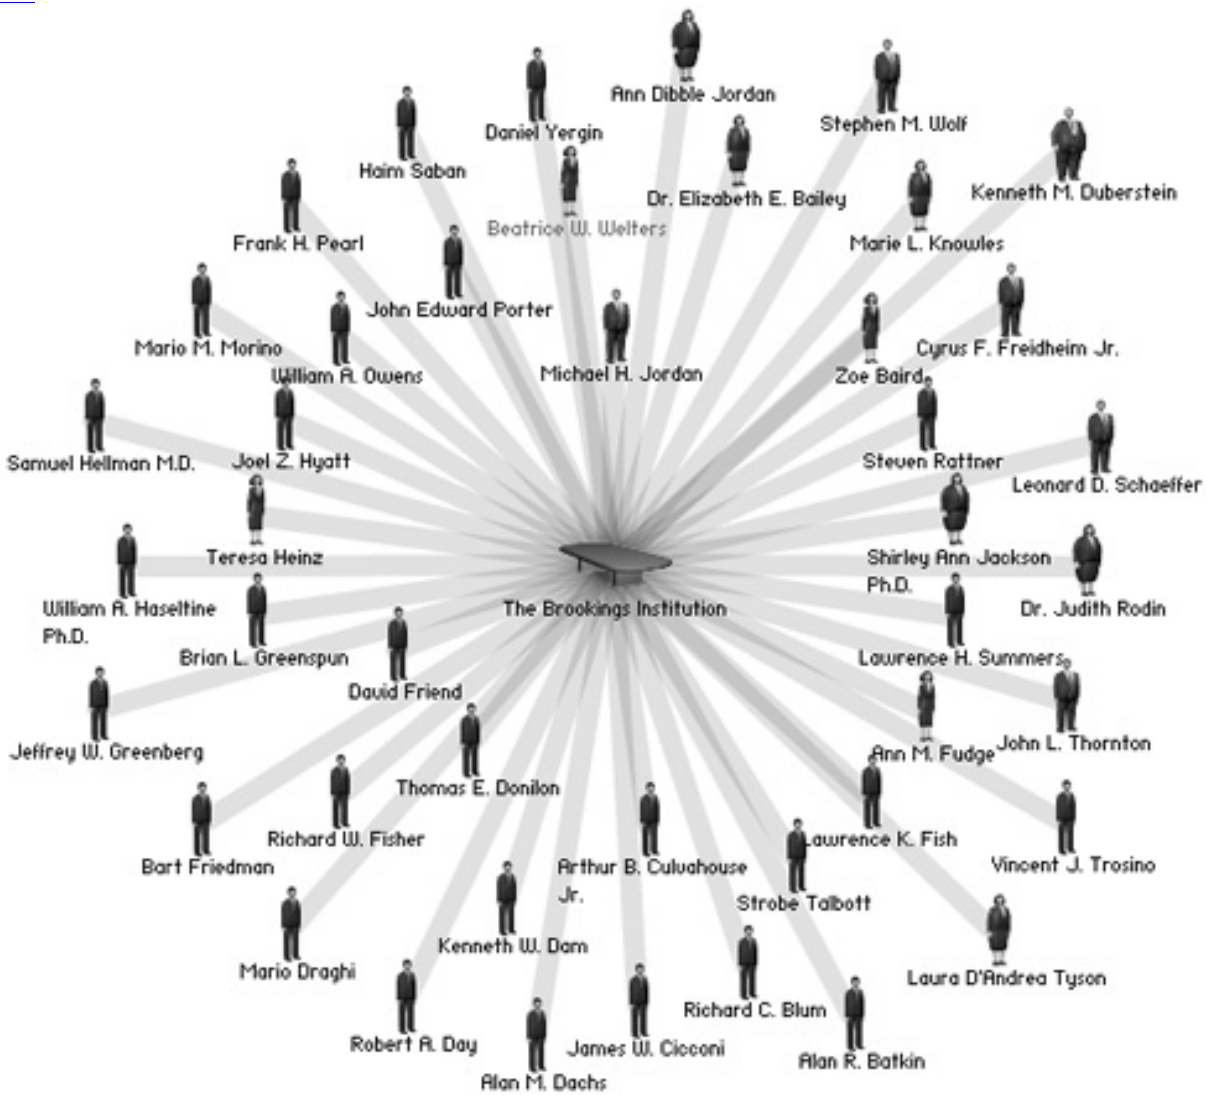 Ann Dibble Jordan
Stephen M. Wolf
Daniel Yergin
Haim Saban
Kenneth M. Duberstein
Dr. Elizabeth E. Bailey
Beatrice W. Welters
Frank H. Pearl
Marie L. Knowles
John Edward Porter
Mario M. Morino
Cyrus F. Freidheim Jr.
William A. Owens
Michael H. Jordan
Zoe Baird
Samuel Hellman M.D.
Joel Z. Hyatt
Steven Rattner
Leonard D. Schaeffer
Teresa Heinz
Shirley Ann Jackson
Ph.D.
William A. Haseltine
Ph.D.
The Brookings Institution
Dr. Judith Rodin
Brian L. Greenspun
Lawrence H. Summers
David Friend
Jeffrey W. Greenberg
Ann M. Fudge
John L. Thornton
Thomas E. Donilon
Richard W. Fisher
Lawrence K. Fish
Bart Friedman
Arthur B. Culvahouse
Jr.
Vincent J. Trosino
Strobe Talbott
Kenneth W. Dam
Mario Draghi
Laura D'Andrea Tyson
Richard C. Blum
Robert A. Day
James W. Cicconi
Alan R. Batkin
Alan M. Dachs